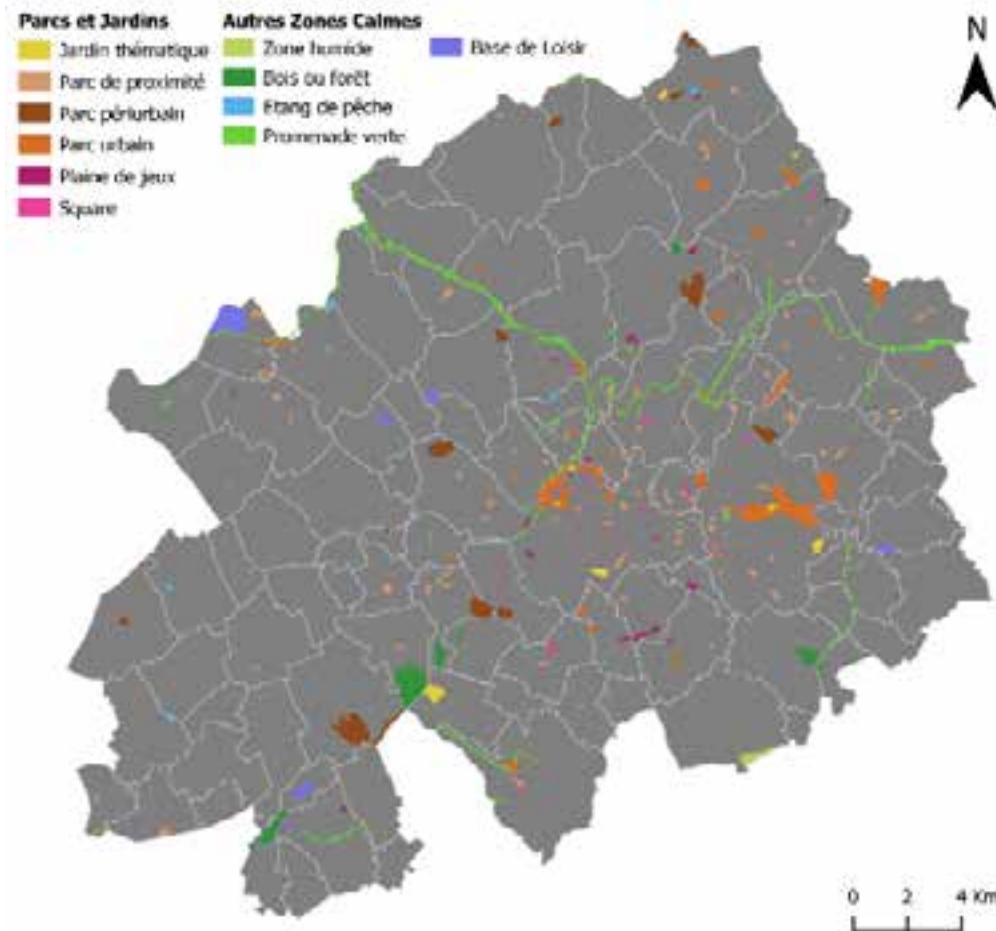 Parcs et Jardins
Jardin thématique
Parc de proximité
Parc périurbain
Parc urbain
Plaine de jeux
Square
Autres Zones Calmes
Zone humide
Bois ou forêt
Etang de pêche
Promenade verte
Base de Loisir
N
0 2 4 Km